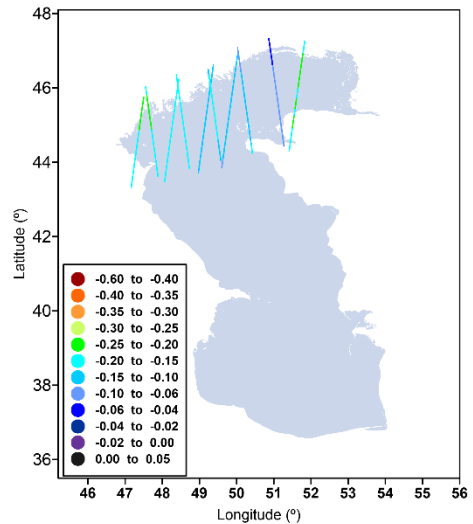 48
46
44
42
40
38
36
Latitude (º)
-0.60 to -0.40
-0.40 to -0.35
-0.35 to -0.30
-0.30 to -0.25
-0.25 to -0.20
-0.20 to -0.15
-0.15 to -0.10
-0.10 to -0.06
-0.06 to -0.04
-0.04 to -0.02
-0.02 to 0.00
0.00 to 0.05
46 47 48 49 50 51 52 53 54 55 56
Longitude (º)